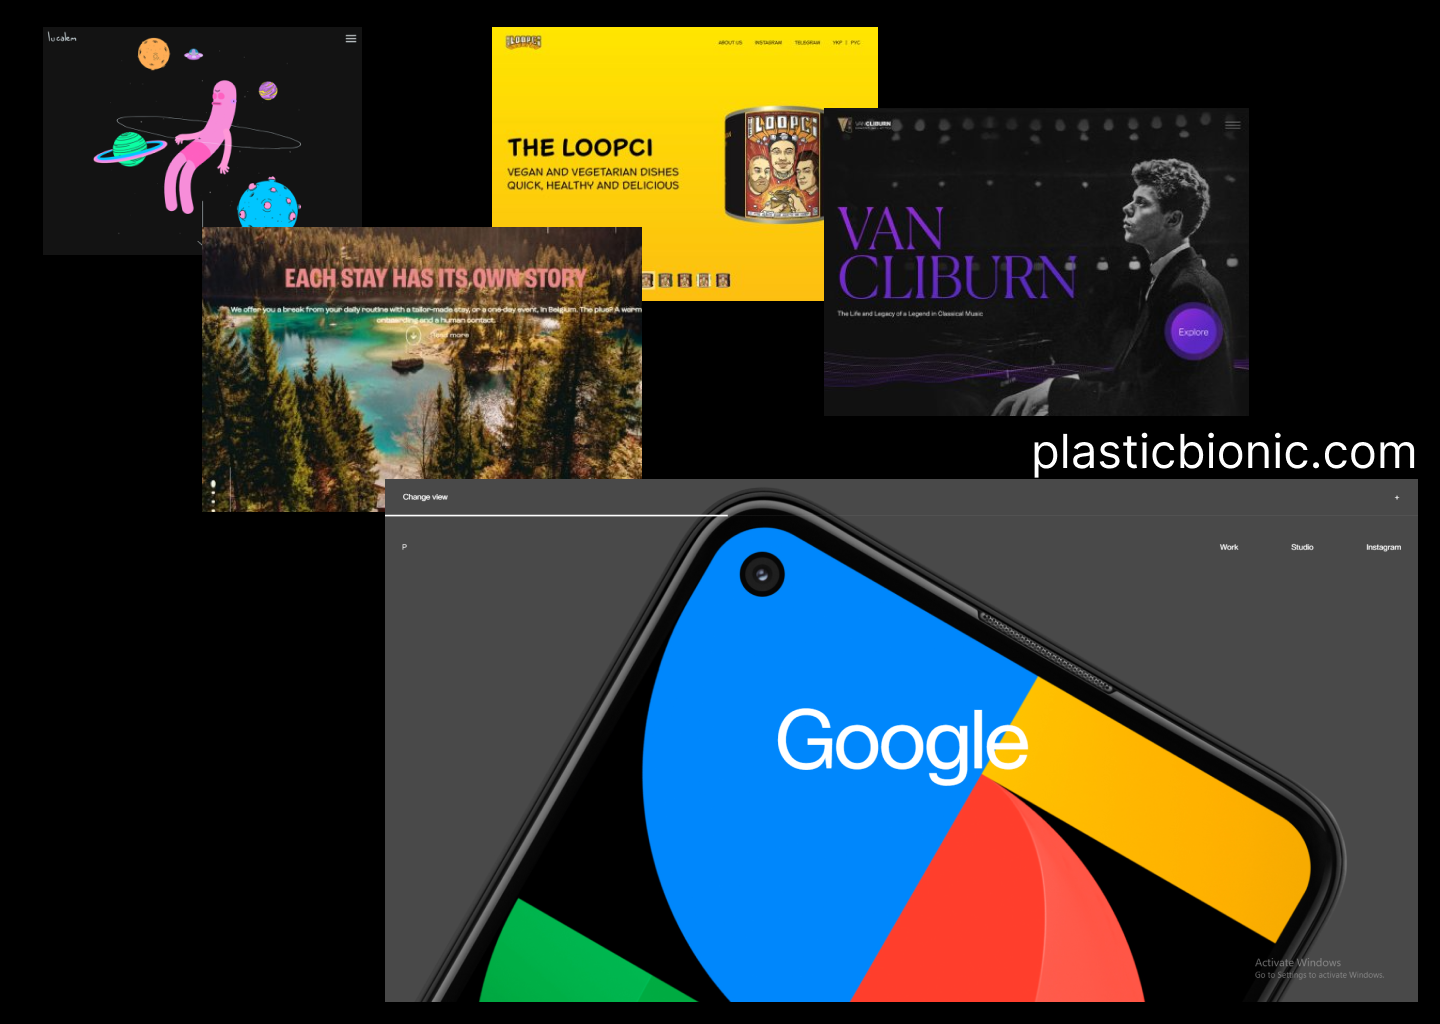 lucalem
LOOPCI
ABOUT US INSTAGRAM TELEGRAM УКР | РУС
THE LOOPCI
VEGAN AND VEGETARIAN DISHES
QUICK, HEALTHY AND DELICIOUS
LOOPCI
VANCLIBURN
VAN
CLIBURN
The Life and Legacy of a Legend in Classical Music
Explore
EACH STAY HAS ITS OWN STORY
We offer you a break from your daily routine with a tailor-made stay, or a one-day event, in Belgium. The plus? A warm
onboarding and a human contact.
Read more
plasticbionic.com
Change view +
P Work Studio Instagram
Google
Activate Windows
Go to Settings to activate Windows.